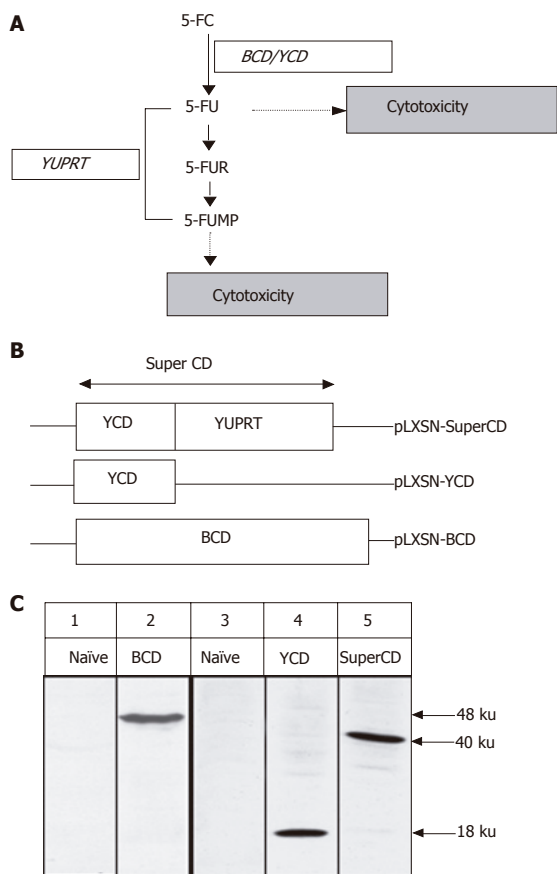 A
5-FC
BCD/YCD
5-FU
Cytotoxicity
YUPRT
5-FUR
5-FUMP
Cytotoxicity
B
Super CD
YCD YUPRT pLXSN-SuperCD
YCD pLXSN-YCD
BCD pLXSN-BCD
C
1 2 3 4 5
Naïve BCD Naïve YCD SuperCD
48 ku
40 ku
18 ku